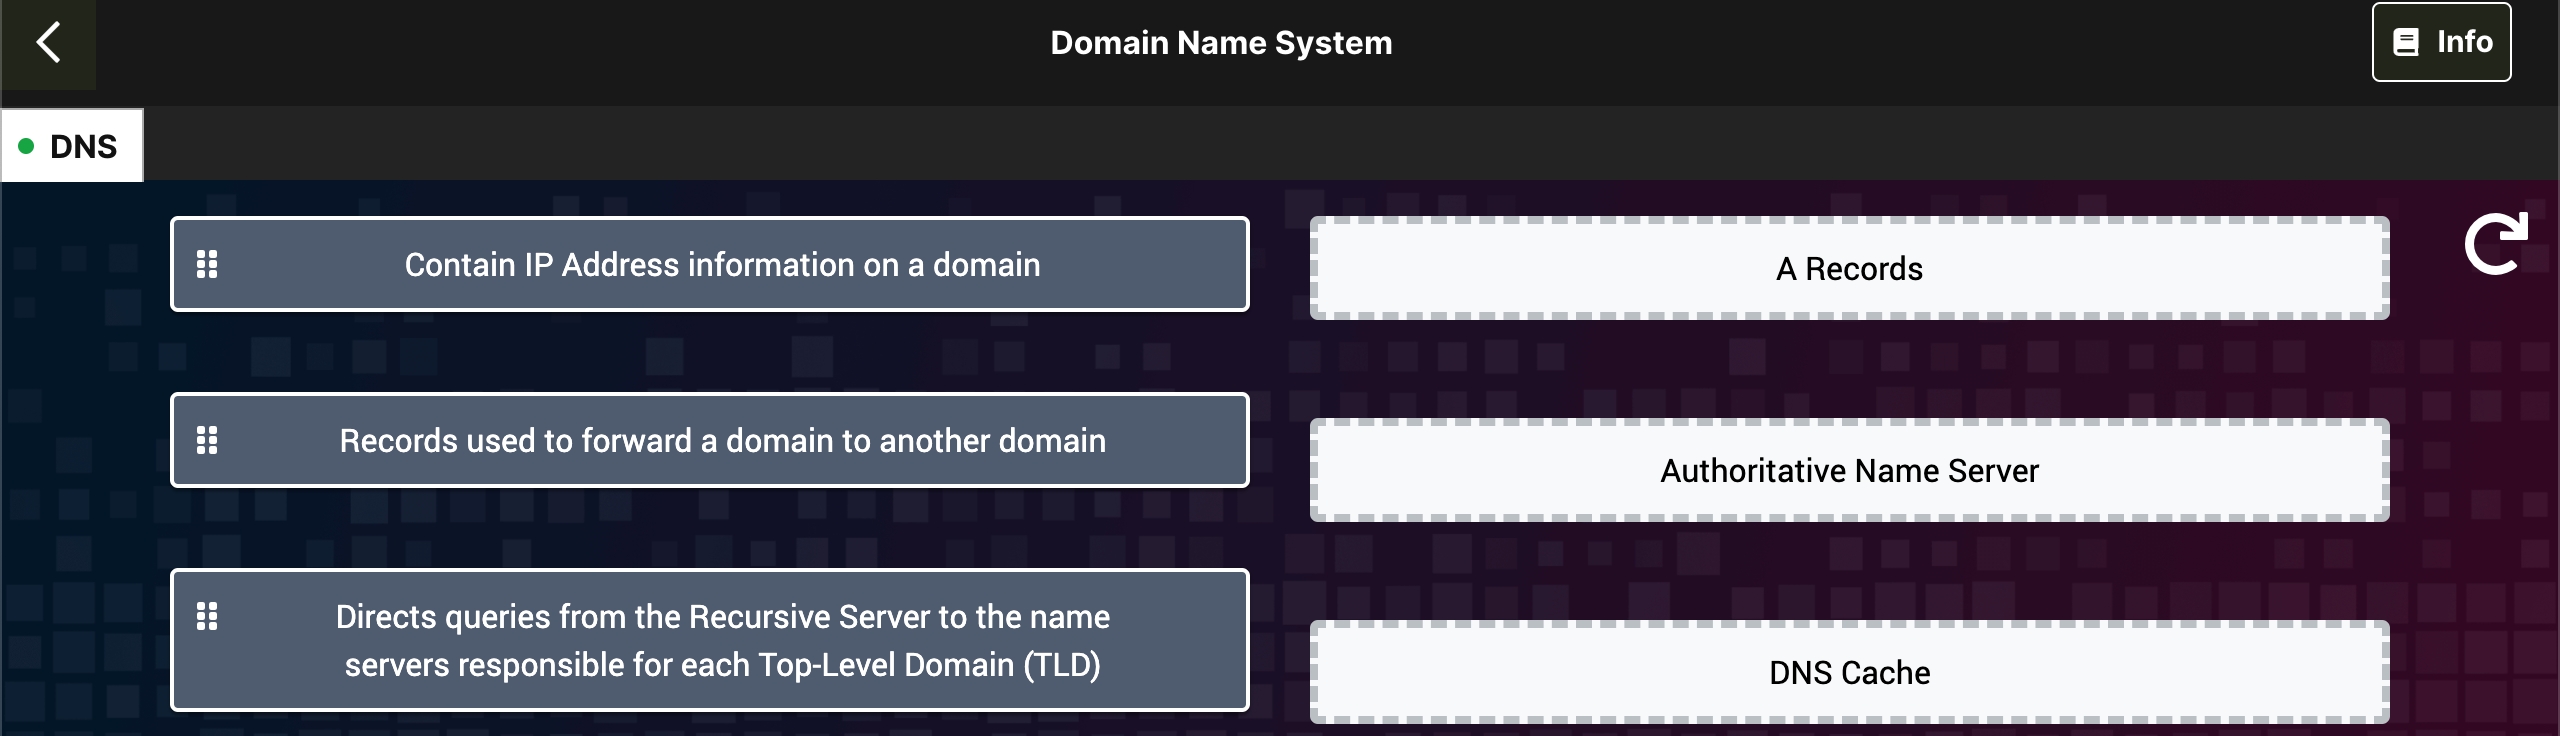 Domain Name System
Info
DNS
Contain IP Address information on a domain
A Records
Records used to forward a domain to another domain
Authoritative Name Server
Directs queries from the Recursive Server to the name
servers responsible for each Top-Level Domain (TLD)
DNS Cache